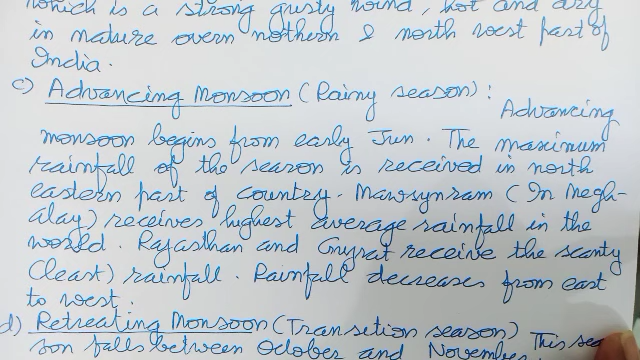 which is a strong gusty wind, hot and dry
in nature overn nothern & north west part of
India.
c) Advancing Monsoon (Rainy season):
Advancing
monsoon begins from early Jun. The maximum
rainfall of the season is received in north
eastern part of country. Mawsynram (In Megh-
alay) receives highest average rainfall in the
world. Rajasthan and Gujrat receive the scanty
(least) rainfall. Rainfall decreases from east
to west.
d) Retreating Monsoon (Transetion season) This sea
son falls between October and November